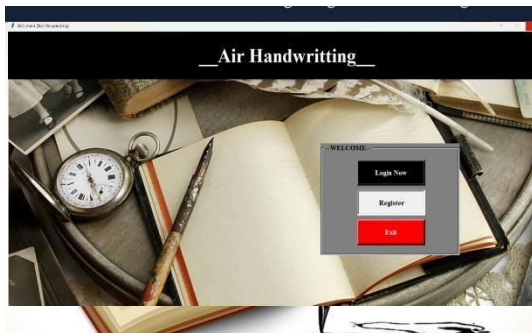 __Air Handwritting__
--WELCOME--
Login Now
Register
Exit